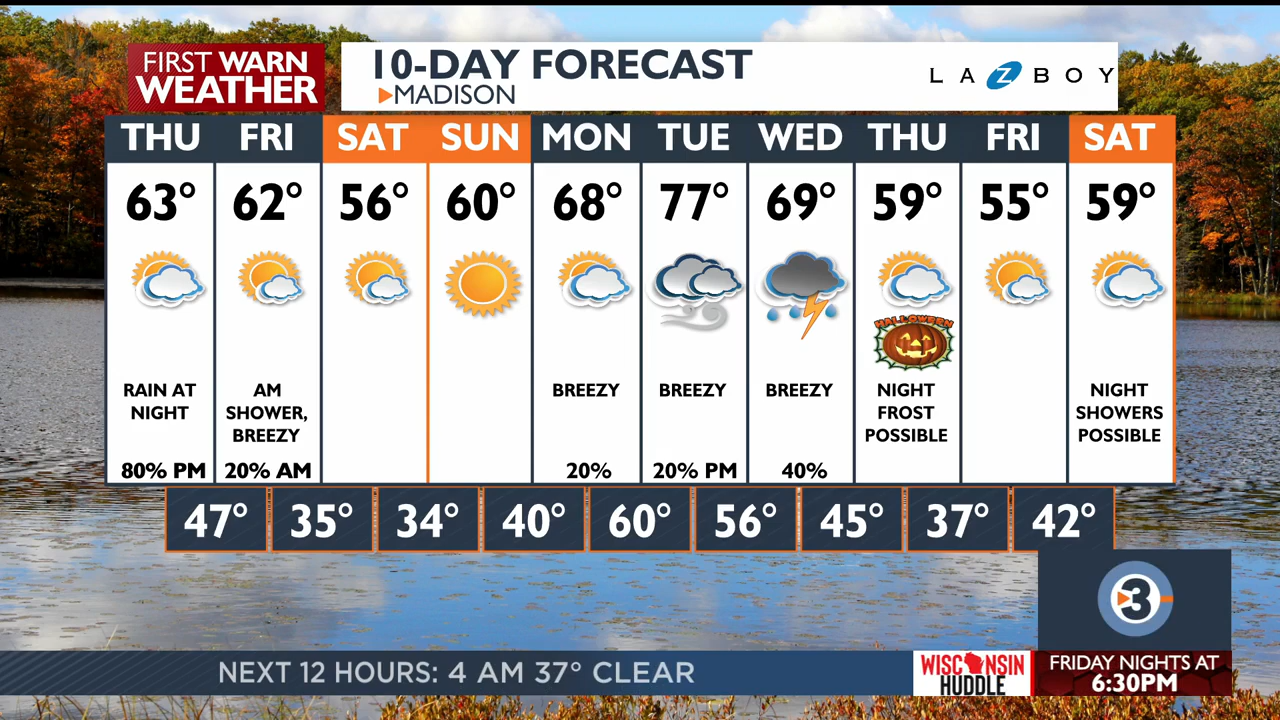 FIRST WARN
WEATHER
10-DAY FORECAST
MADISON
LA Z BOY
THU FRI SAT SUN MON TUE WED THU FRI SAT
63° 62° 56° 60° 68° 77° 69° 59° 55° 59°
HALLOWEEN
RAIN AT
NIGHT
AM
SHOWER,
BREEZY
BREEZY
BREEZY
BREEZY
NIGHT
FROST
POSSIBLE
NIGHT
SHOWERS
POSSIBLE
80% PM 20% AM 20% 20% PM 40%
47° 35° 34° 40° 60° 56° 45° 37° 42°
3
NEXT 12 HOURS: 4 AM 37° CLEAR
WISCONSIN
HUDDLE
FRIDAY NIGHTS AT
6:30PM